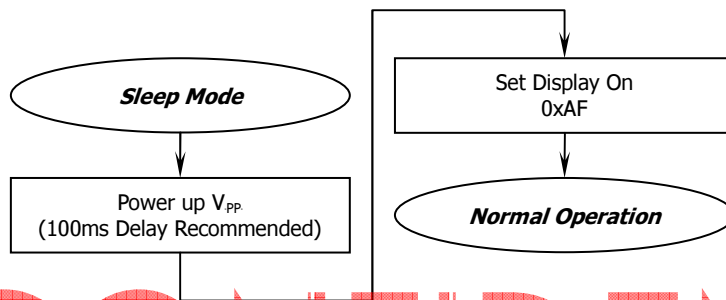 Sleep Mode
Power up V.PP.
(100ms Delay Recommended)
Set Display On
0xAF
Normal Operation